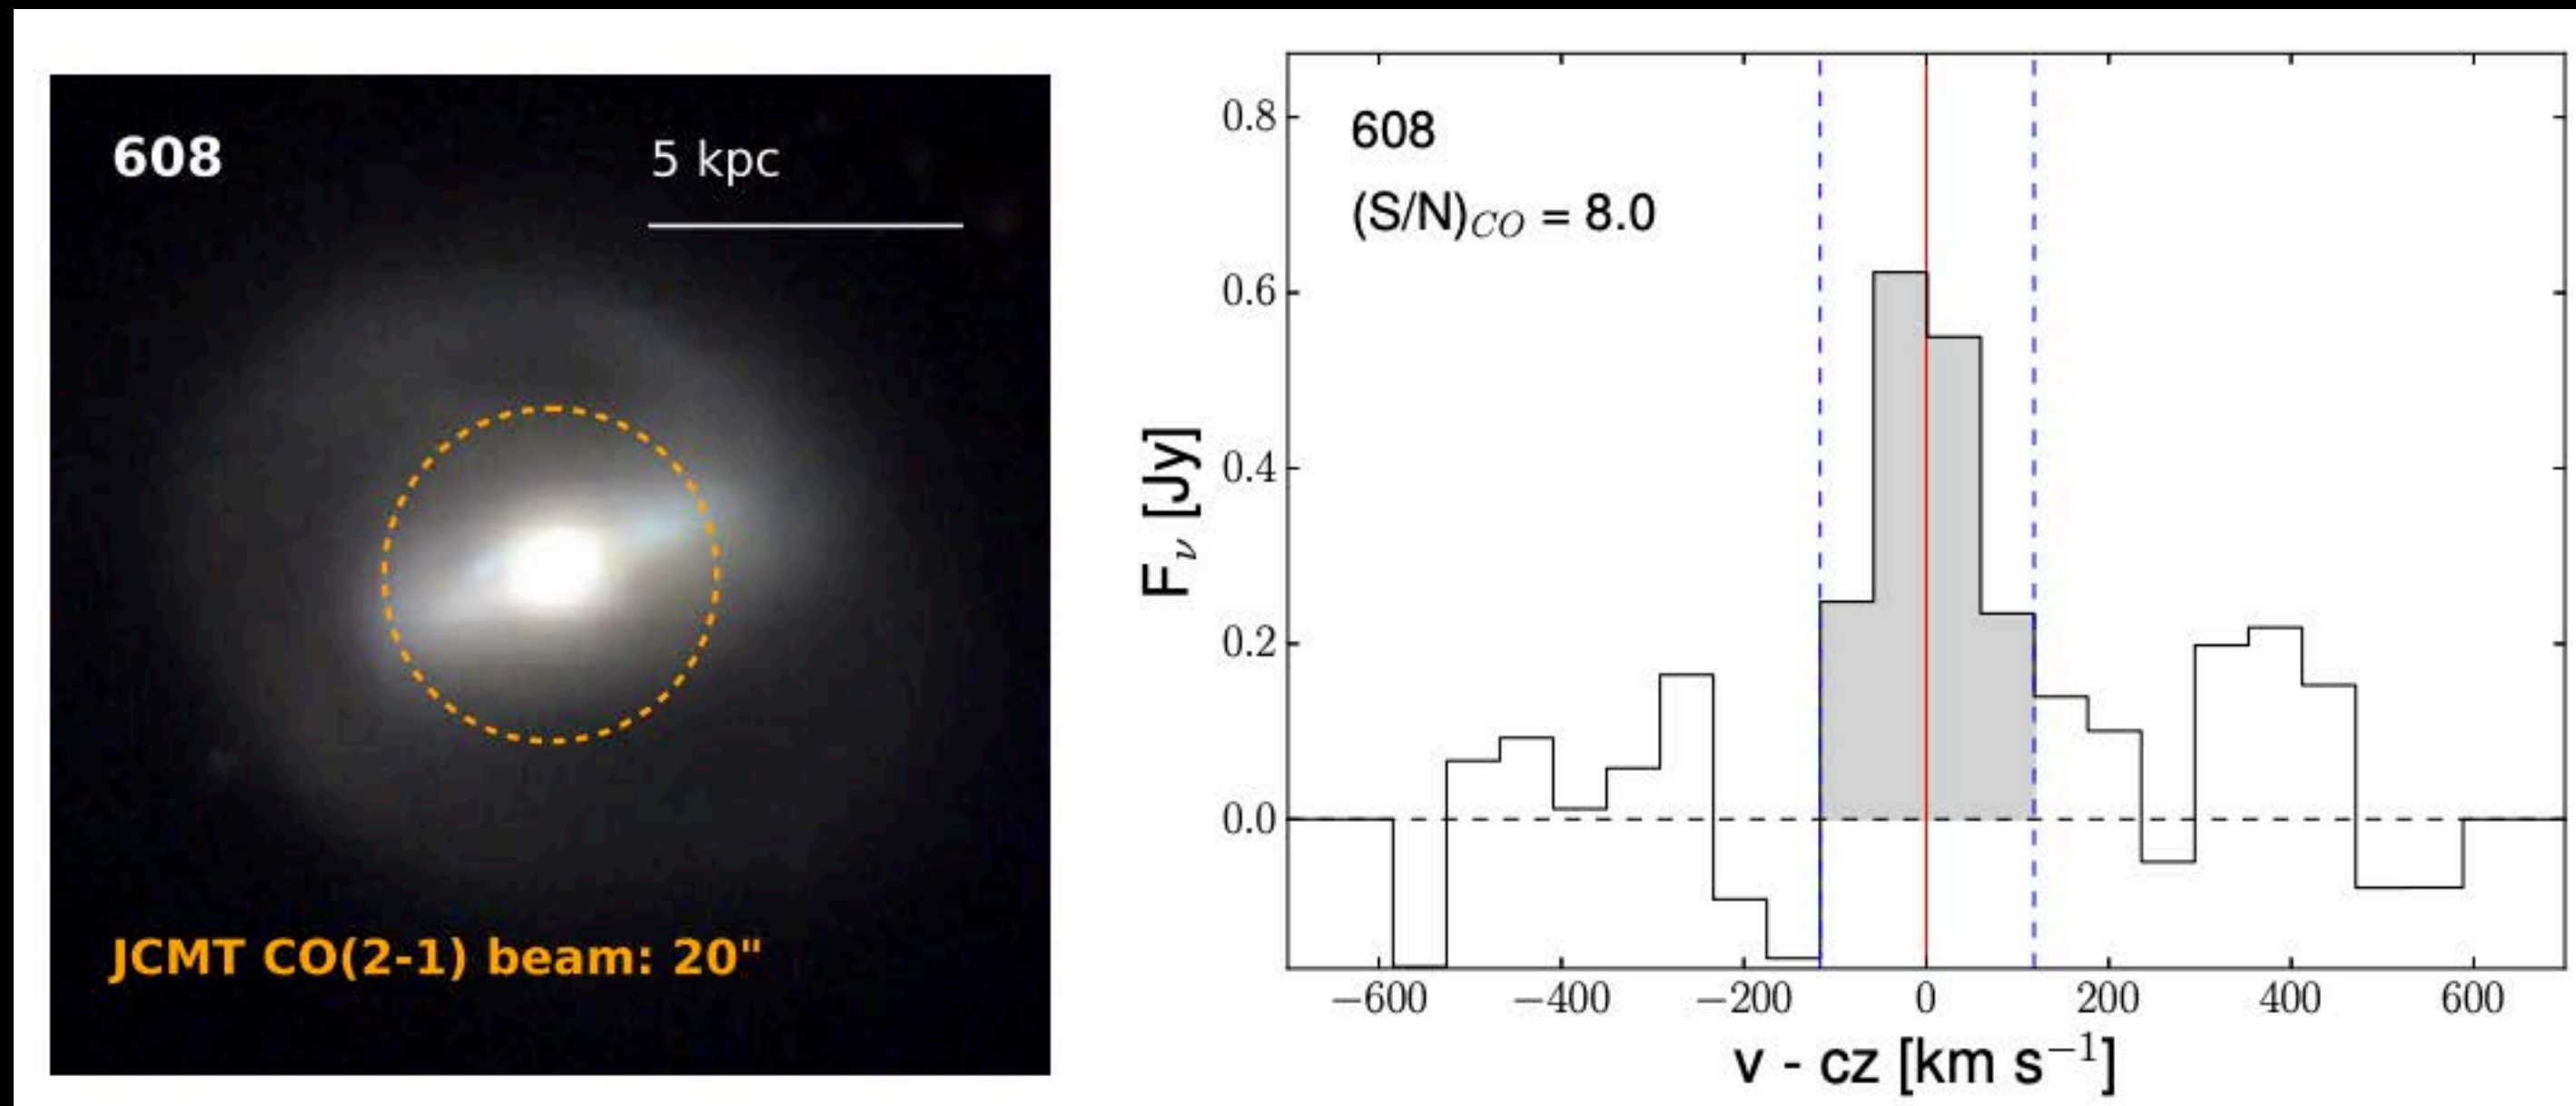 608
5 kpc
JCMT CO(2-1) beam: 20"
608
(S/N)CO = 8.0
Fν [Jy]
0.8
0.6
0.4
0.2
0.0
−600 −400 −200 0 200 400 600
v - cz [km s⁻¹]